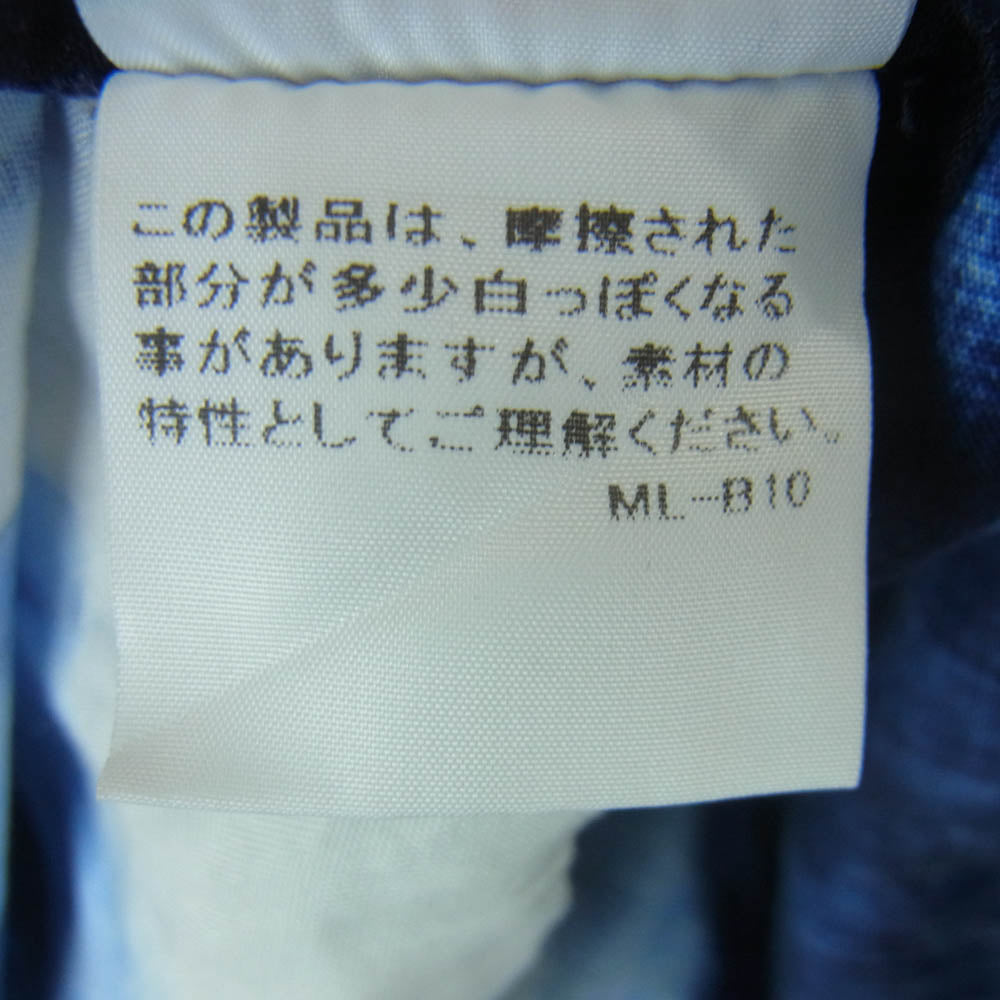 この製品は、摩擦された
部分が多少白っぽくなる
事がありますが、素材の
特性としてご理解ください。
ML-B10